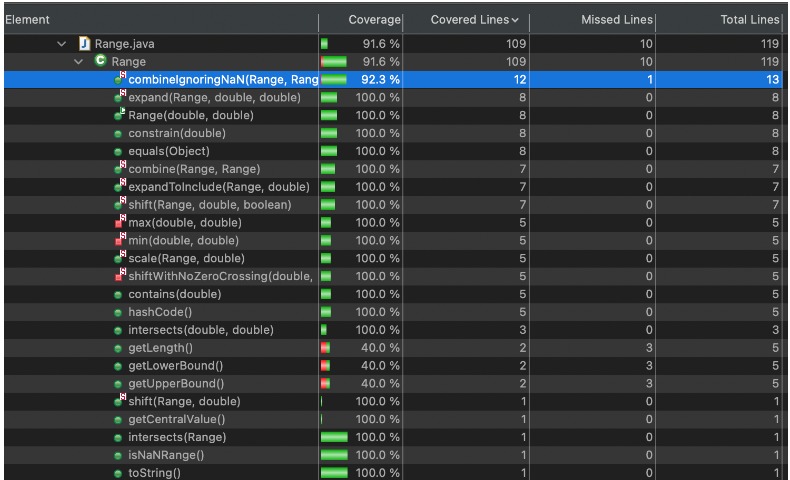 Element Coverage Covered Lines Missed Lines Total Lines
Range.java 91.6 % 109 10 119
Range 91.6 % 109 10 119
combineIgnoringNaN(Range, Rang 92.3 % 12 1 13
expand(Range, double, double) 100.0 % 8 0 8
Range(double, double) 100.0 % 8 0 8
constrain(double) 100.0 % 8 0 8
equals(Object) 100.0 % 8 0 8
combine(Range, Range) 100.0 % 7 0 7
expandToInclude(Range, double) 100.0 % 7 0 7
shift(Range, double, boolean) 100.0 % 7 0 7
max(double, double) 100.0 % 5 0 5
min(double, double) 100.0 % 5 0 5
scale(Range, double) 100.0 % 5 0 5
shiftWithNoZeroCrossing(double, 100.0 % 5 0 5
contains(double) 100.0 % 5 0 5
hashCode() 100.0 % 5 0 5
intersects(double, double) 100.0 % 3 0 3
getLength() 40.0 % 2 3 5
getLowerBound() 40.0 % 2 3 5
getUpperBound() 40.0 % 2 3 5
shift(Range, double) 100.0 % 1 0 1
getCentralValue() 100.0 % 1 0 1
intersects(Range) 100.0 % 1 0 1
isNaNRange() 100.0 % 1 0 1
toString() 100.0 % 1 0 1